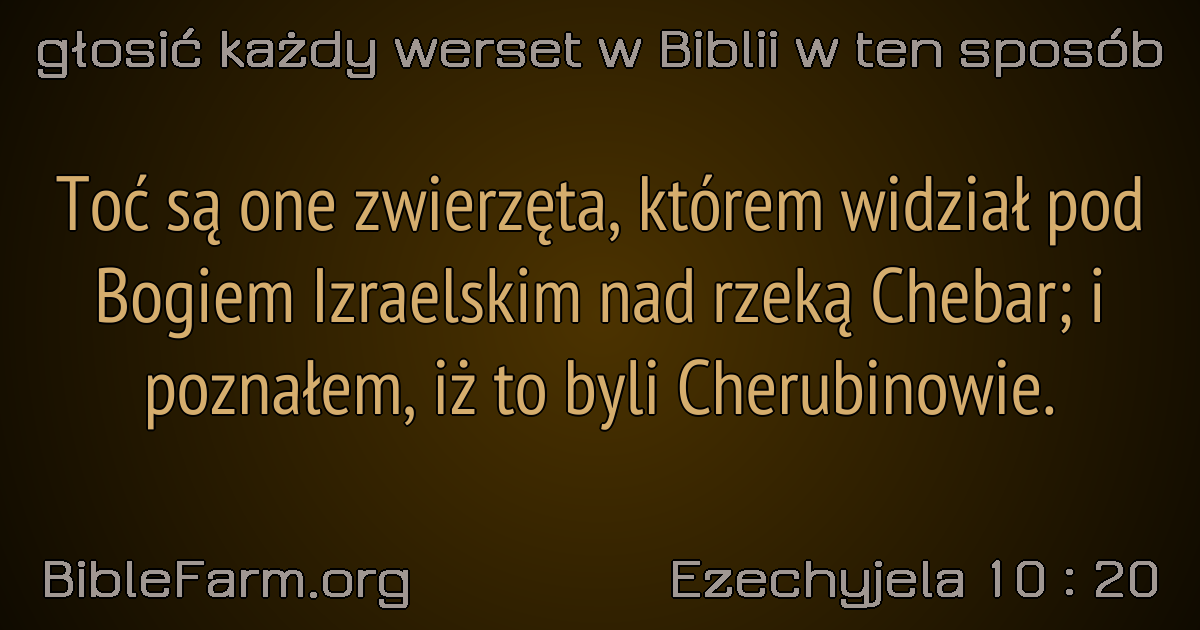 głosić każdy werset w Biblii w ten sposób
Toć są one zwierzęta, którem widział pod
Bogiem Izraelskim nad rzeką Chebar; i
poznałem, iż to byli Cherubinowie.
BibleFarm.org
Ezechyjela 10 : 20